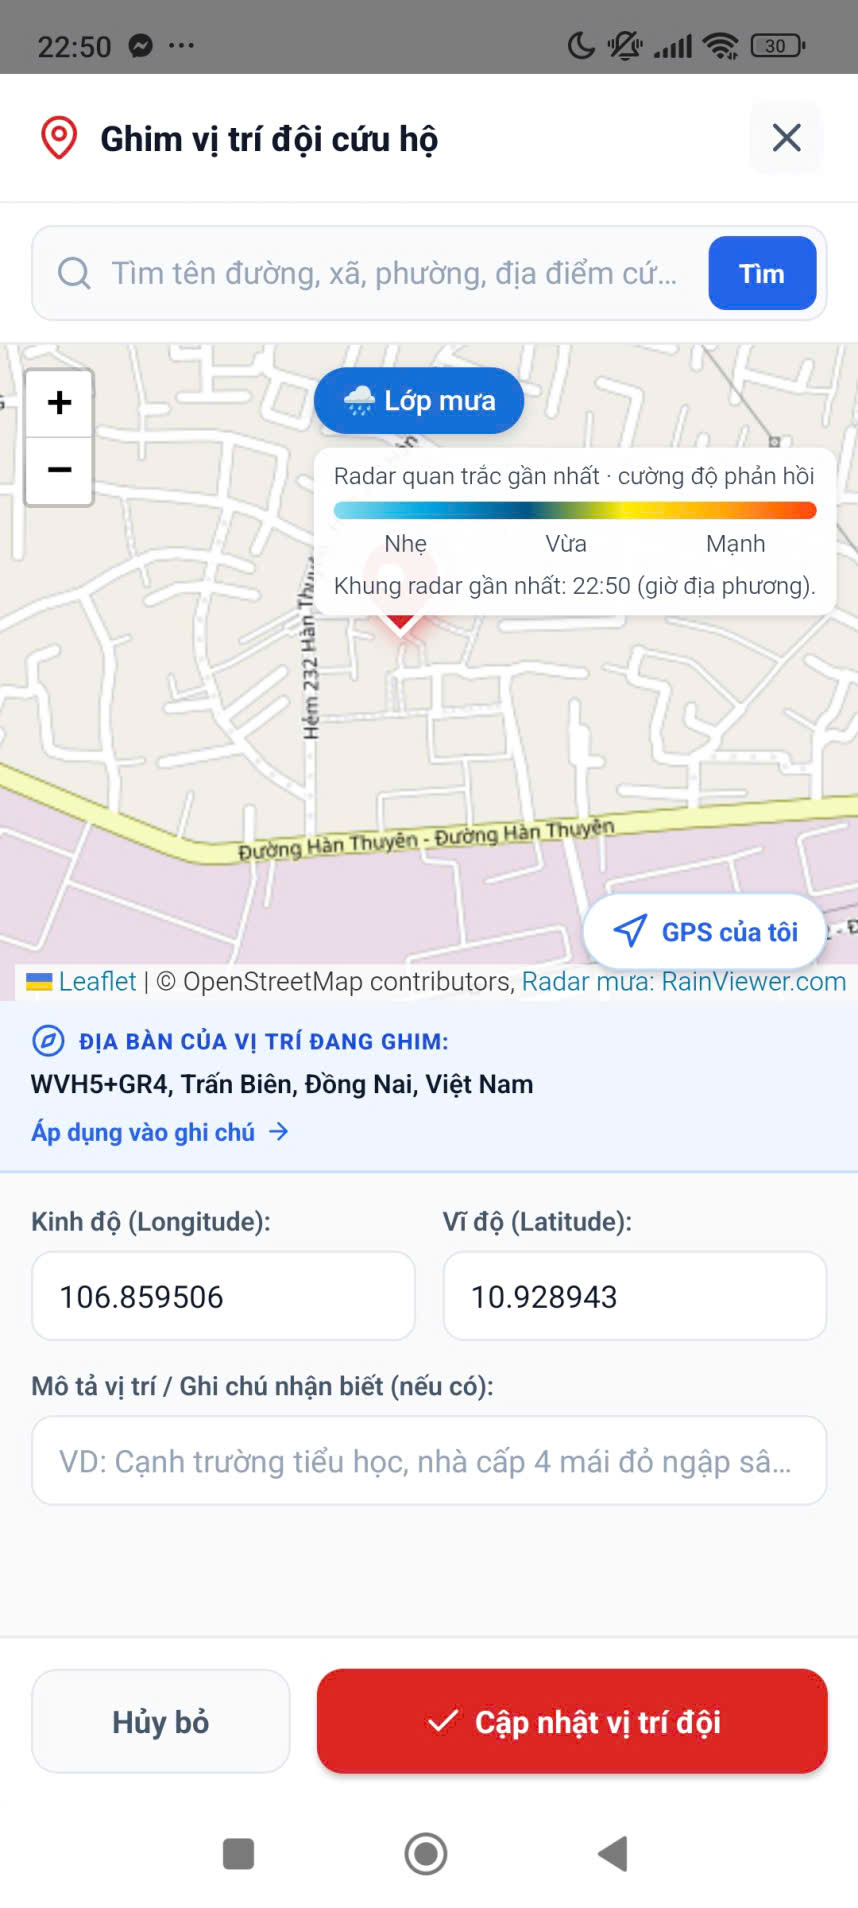 22:50
30
Ghim vị trí đội cứu hộ
Tìm tên đường, xã, phường, địa điểm cứ...
Tìm
+
−
Lớp mưa
Radar quan trắc gần nhất · cường độ phản hồi
Nhẹ Vừa Mạnh
Khung radar gần nhất: 22:50 (giờ địa phương).
Hẻm 232 Hàn Thuyên
Đường Hàn Thuyên - Đường Hàn Thuyên
GPS của tôi
Leaflet | © OpenStreetMap contributors, Radar mưa: RainViewer.com
ĐỊA BÀN CỦA VỊ TRÍ ĐANG GHIM:
WVH5+GR4, Trấn Biên, Đồng Nai, Việt Nam
Áp dụng vào ghi chú →
Kinh độ (Longitude): Vĩ độ (Latitude):
106.859506 10.928943
Mô tả vị trí / Ghi chú nhận biết (nếu có):
VD: Cạnh trường tiểu học, nhà cấp 4 mái đỏ ngập sâ...
Hủy bỏ
Cập nhật vị trí đội